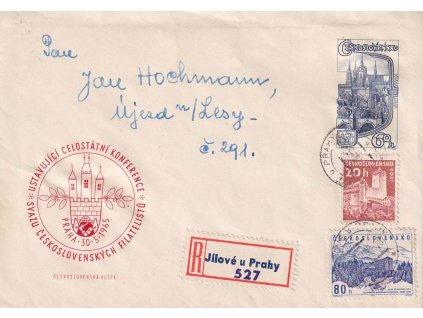 Pan
Jan Hochmann,
Újezd n/Lesy
č. 291.
ČESKOSLOVENSKO
60 h
USTAVUJÍCÍ CELOSTÁTNÍ KONFERENCE
SVAZU ČESKOSLOVENSKÝCH FILATELISTŮ
PRAHA - 30.5.1965
ČESKOSLOVENSKÁ POŠTA
R
Jílové u Prahy
527
U PRAHY
20h
ČESKOSLOVENSKO
ČESKOSLOVENSKO
80